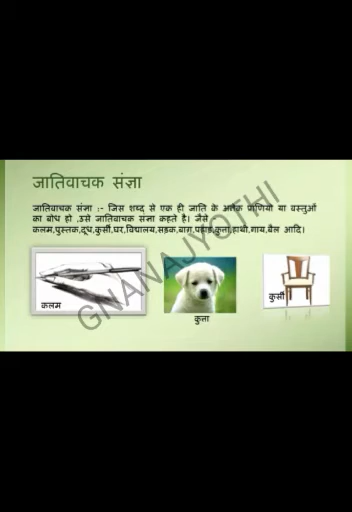 जातिवाचक संज्ञा
जातिवाचक संज्ञा :- जिस शब्द से एक ही जाति के अनेक प्राणियो या वस्तुओं
का बोध हो ,उसे जातिवाचक संज्ञा कहते है। जैसे
कलम,पुस्तक,दूध,कुर्सी,घर,विद्यालय,सड़क,बाग,पहाड़,कुत्ता,हाथी,गाय,बैल आदि।
कलम
कुत्ता
कुर्सी
GNANAJYOTHI